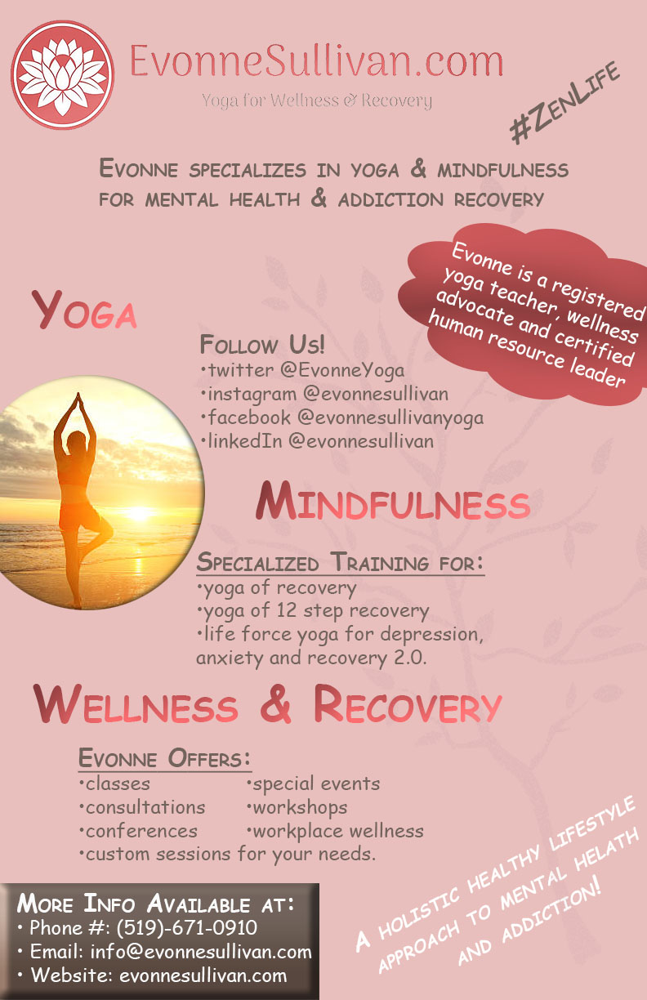 EvonneSullivan.com
Yoga for Wellness & Recovery
#ZenLife
Evonne specializes in yoga & mindfulness
for mental health & addiction recovery
Evonne is a registered
yoga teacher, wellness
advocate and certified
human resource leader
Yoga
Follow Us!
•twitter @EvonneYoga
•instagram @evonnesullivan
•facebook @evonnesullivanyoga
•linkedIn @evonnesullivan
Mindfulness
Specialized Training for:
•yoga of recovery
•yoga of 12 step recovery
•life force yoga for depression,
anxiety and recovery 2.0.
Wellness & Recovery
Evonne Offers:
•classes •special events
•consultations •workshops
•conferences •workplace wellness
•custom sessions for your needs.
A holistic healthy lifestyle
approach to mental helath
and addiction!
More Info Available at:
• Phone #: (519)-671-0910
• Email: info@evonnesullivan.com
• Website: evonnesullivan.com